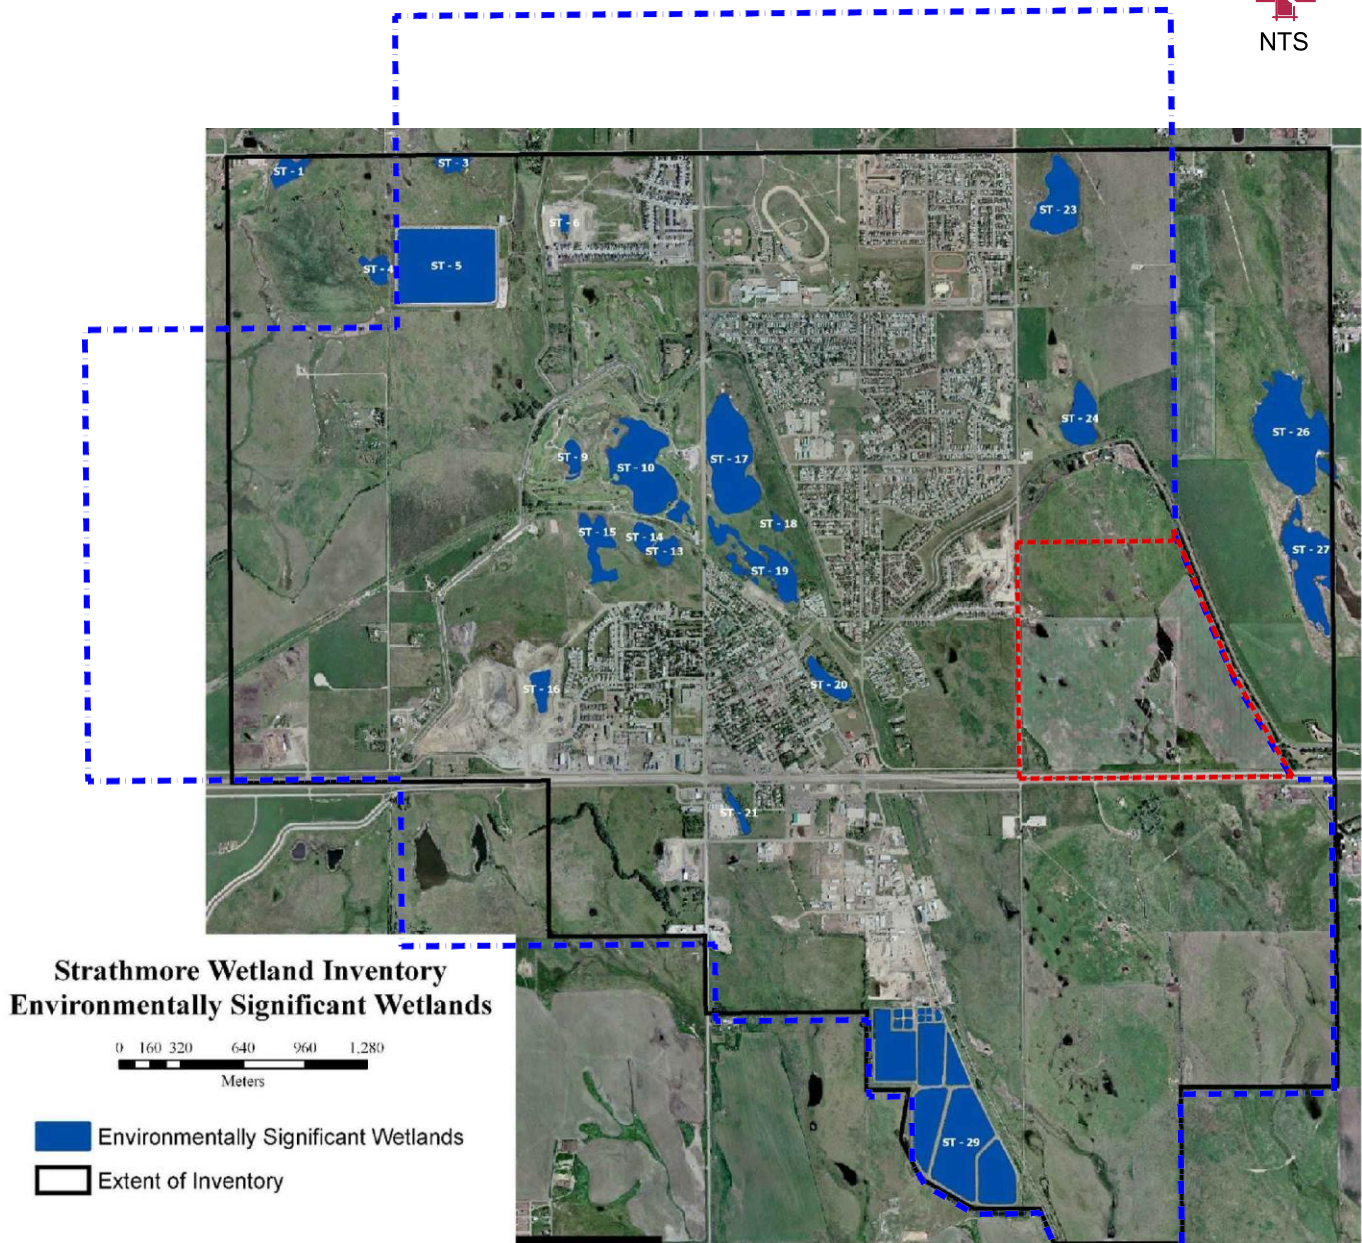 NTS
ST - 1
ST - 3
ST - 6
ST - 23
ST - 4
ST - 5
ST - 24
ST - 26
ST - 9
ST - 10
ST - 17
ST - 18
ST - 15
ST - 14
ST - 13
ST - 19
ST - 27
ST - 16
ST - 20
ST - 21
Strathmore Wetland Inventory
Environmentally Significant Wetlands
0 160 320 640 960 1,280
Meters
Environmentally Significant Wetlands
Extent of Inventory
ST - 29